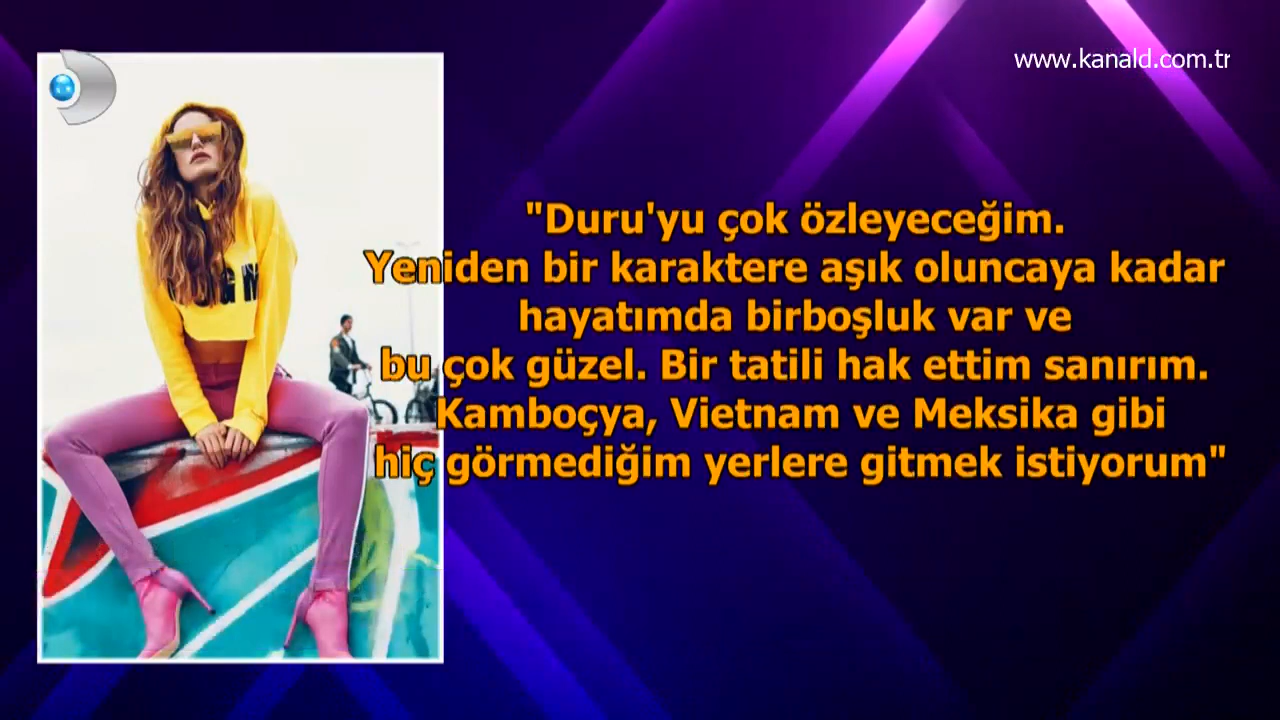 www.kanald.com.tr
"Duru'yu çok özleyeceğim.
Yeniden bir karaktere aşık oluncaya kadar
hayatımda birboşluk var ve
bu çok güzel. Bir tatili hak ettim sanırım.
Kamboçya, Vietnam ve Meksika gibi
hiç görmediğim yerlere gitmek istiyorum"